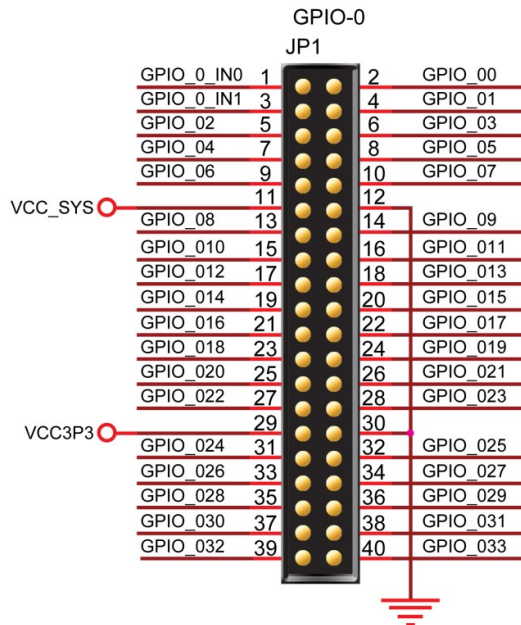 GPIO-0
JP1
GPIO_0_IN0 1 2 GPIO_00
GPIO_0_IN1 3 4 GPIO_01
GPIO_02 5 6 GPIO_03
GPIO_04 7 8 GPIO_05
GPIO_06 9 10 GPIO_07
VCC_SYS 11 12
GPIO_08 13 14 GPIO_09
GPIO_010 15 16 GPIO_011
GPIO_012 17 18 GPIO_013
GPIO_014 19 20 GPIO_015
GPIO_016 21 22 GPIO_017
GPIO_018 23 24 GPIO_019
GPIO_020 25 26 GPIO_021
GPIO_022 27 28 GPIO_023
VCC3P3 29 30
GPIO_024 31 32 GPIO_025
GPIO_026 33 34 GPIO_027
GPIO_028 35 36 GPIO_029
GPIO_030 37 38 GPIO_031
GPIO_032 39 40 GPIO_033